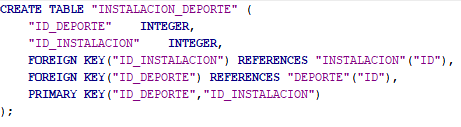 CREATE TABLE "INSTALACION_DEPORTE" (
"ID_DEPORTE" INTEGER,
"ID_INSTALACION" INTEGER,
FOREIGN KEY("ID_INSTALACION") REFERENCES "INSTALACION"("ID"),
FOREIGN KEY("ID_DEPORTE") REFERENCES "DEPORTE"("ID"),
PRIMARY KEY("ID_DEPORTE","ID_INSTALACION")
);